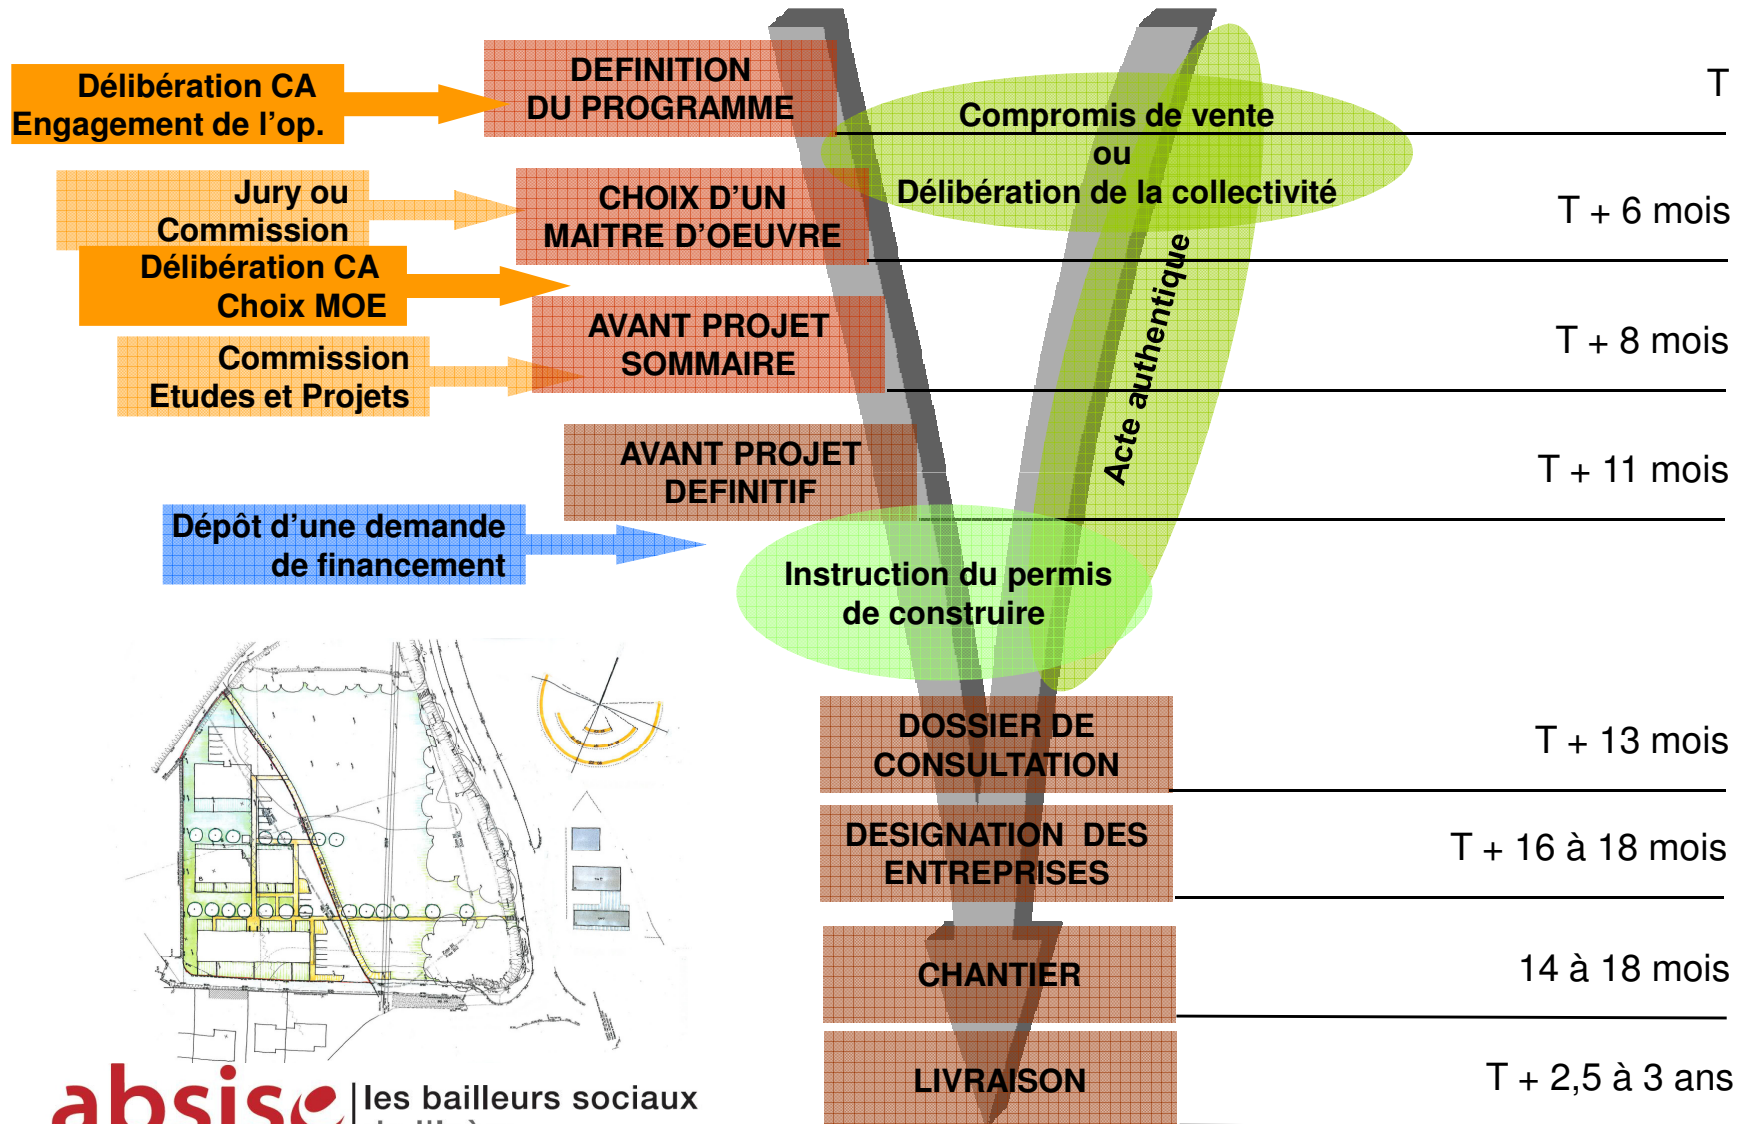 Délibération CA
Engagement de l'op.
DEFINITION
DU PROGRAMME
T
Compromis de vente
ou
Délibération de la collectivité
Jury ou
Commission
CHOIX D'UN
MAITRE D'OEUVRE
T + 6 mois
Délibération CA
Choix MOE
AVANT PROJET
SOMMAIRE
T + 8 mois
Commission
Etudes et Projets
Acte authentique
AVANT PROJET
DEFINITIF
T + 11 mois
Dépôt d'une demande
de financement
Instruction du permis
de construire
DOSSIER DE
CONSULTATION
T + 13 mois
DESIGNATION DES
ENTREPRISES
T + 16 à 18 mois
CHANTIER
14 à 18 mois
LIVRAISON
T + 2,5 à 3 ans
absise
les bailleurs sociaux